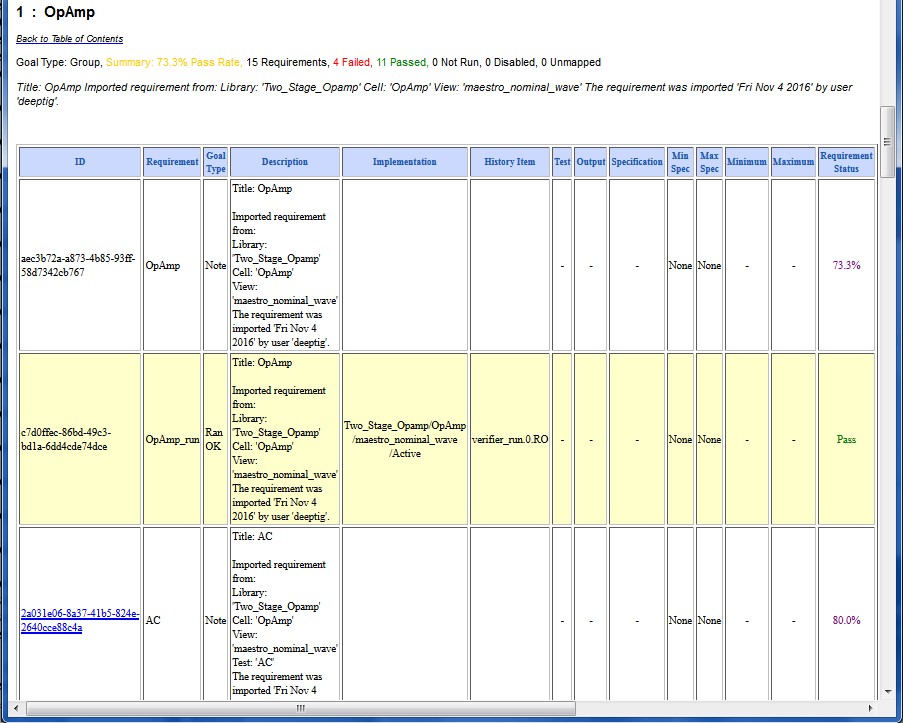 1 : OpAmp
Back to Table of Contents
Goal Type: Group, Summary: 73.3% Pass Rate, 15 Requirements, 4 Failed, 11 Passed, 0 Not Run, 0 Disabled, 0 Unmapped
Title: OpAmp Imported requirement from: Library: 'Two_Stage_Opamp' Cell: 'OpAmp' View: 'maestro_nominal_wave' The requirement was imported 'Fri Nov 4 2016' by user
'deeptig'.
ID Requirement Goal Type Description Implementation History Item Test Output Specification Min Spec Max Spec Minimum Maximum Requirement Status
aec3b72a-a873-4b85-93ff-
58d7342cb767
OpAmp
Note
Title: OpAmp
Imported requirement
from:
Library:
'Two_Stage_Opamp'
Cell: 'OpAmp'
View:
'maestro_nominal_wave'
The requirement was
imported 'Fri Nov 4
2016' by user 'deeptig'.
- - - None None - - 73.3%
c7d0ffec-86bd-49c3-
bd1a-6dd4cde74dce
OpAmp_run
Ran
OK
Title: OpAmp
Imported requirement
from:
Library:
'Two_Stage_Opamp'
Cell: 'OpAmp'
View:
'maestro_nominal_wave'
The requirement was
imported 'Fri Nov 4
2016' by user 'deeptig'.
Two_Stage_Opamp/OpAmp
/maestro_nominal_wave
/Active
verifier_run.0.RO
- - - None None - - Pass
2a031e06-8a37-41b5-824e-
2640cce88c4a
AC
Note
Title: AC
Imported requirement
from:
Library:
'Two_Stage_Opamp'
Cell: 'OpAmp'
View:
'maestro_nominal_wave'
Test: 'AC'
The requirement was
imported 'Fri Nov 4
- - - None None - - 80.0%